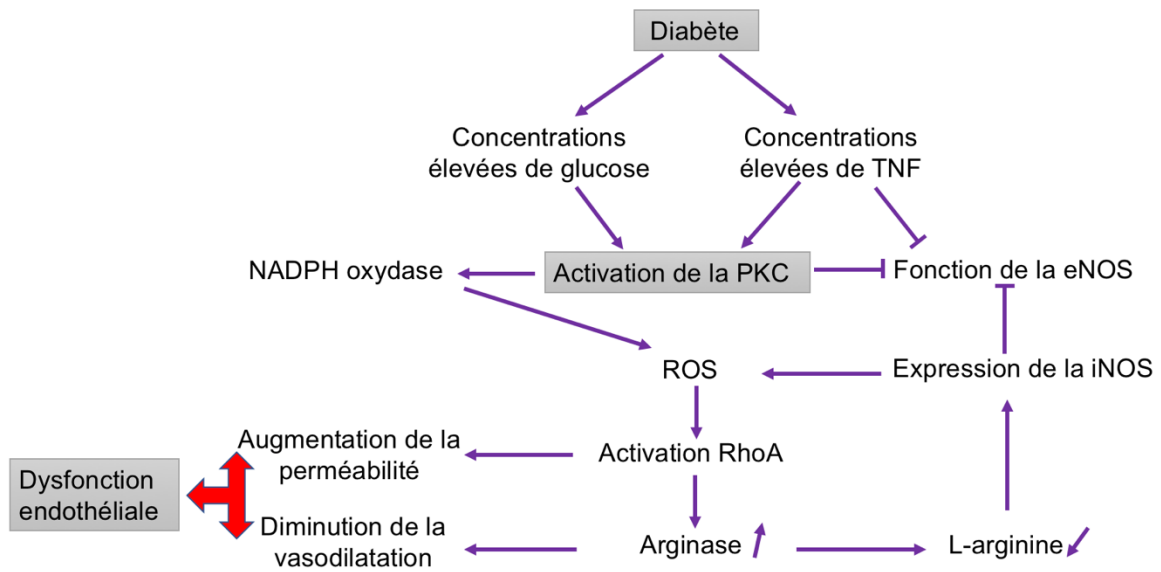 Diabète
Concentrations
élevées de glucose
Concentrations
élevées de TNF
NADPH oxydase
Activation de la PKC
Fonction de la eNOS
ROS
Expression de la iNOS
Augmentation de la
perméabilité
Activation RhoA
Dysfonction
endothéliale
Diminution de la
vasodilatation
Arginase
L-arginine